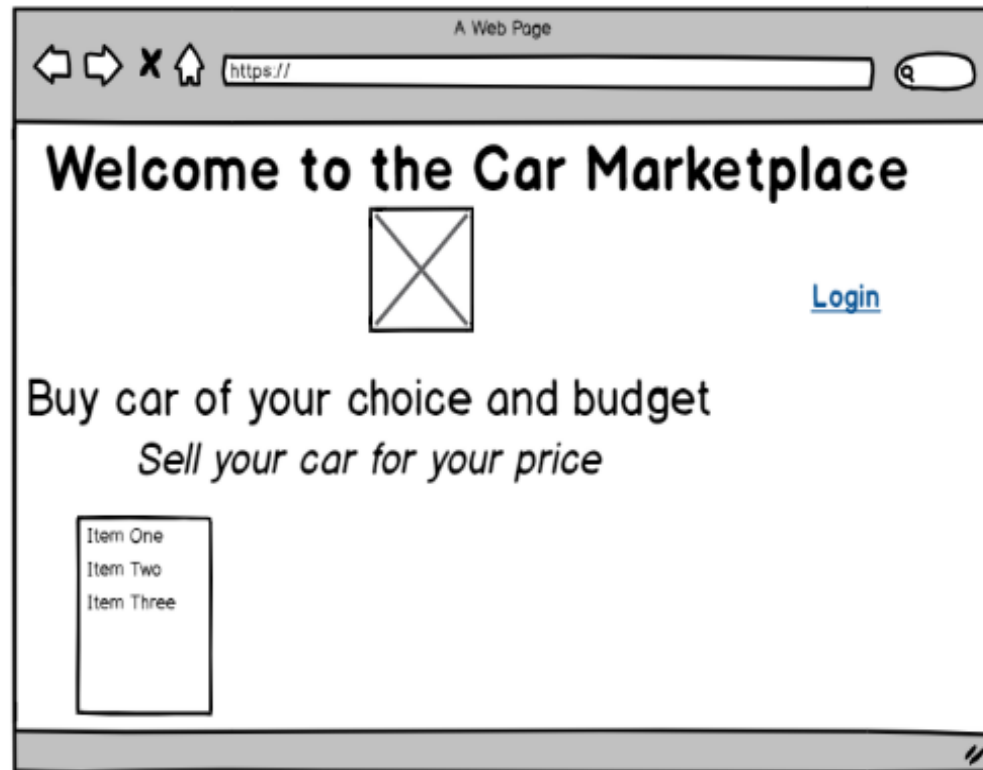 A Web Page
https://
Welcome to the Car Marketplace
Login
Buy car of your choice and budget
Sell your car for your price
Item One
Item Two
Item Three